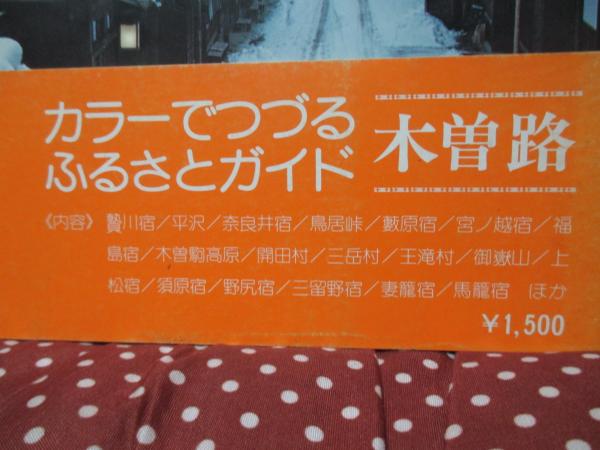 カラーでつづる
ふるさとガイド
木曽路
《内容》贄川宿／平沢／奈良井宿／鳥居峠／藪原宿／宮ノ越宿／福
島宿／木曽駒高原／開田村／三岳村／王滝村／御嶽山／上
松宿／須原宿／野尻宿／三留野宿／妻籠宿／馬籠宿　ほか
￥1,500